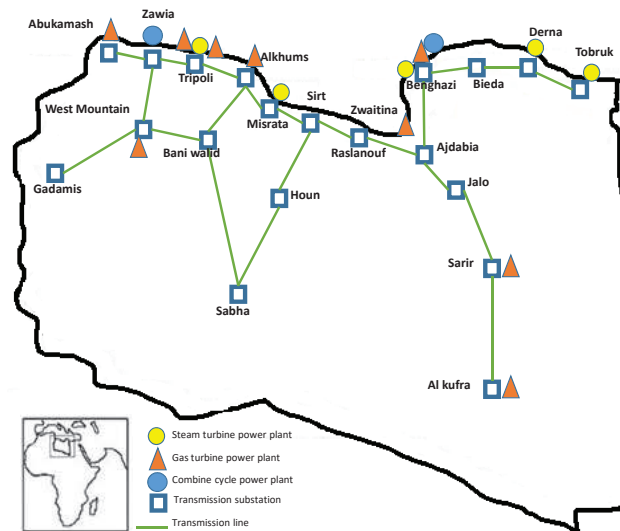 Zawia
Abukamash
Derna
Tobruk
Alkhums
Tripoli
Benghazi
Bieda
West Mountain
Sirt
Misrata
Zwaitina
Bani walid
Raslanouf
Ajdabia
Gadamis
Houn
Jalo
Sarir
Sabha
Al kufra
Steam turbine power plant
Gas turbine power plant
Combine cycle power plant
Transmission substation
Transmission line